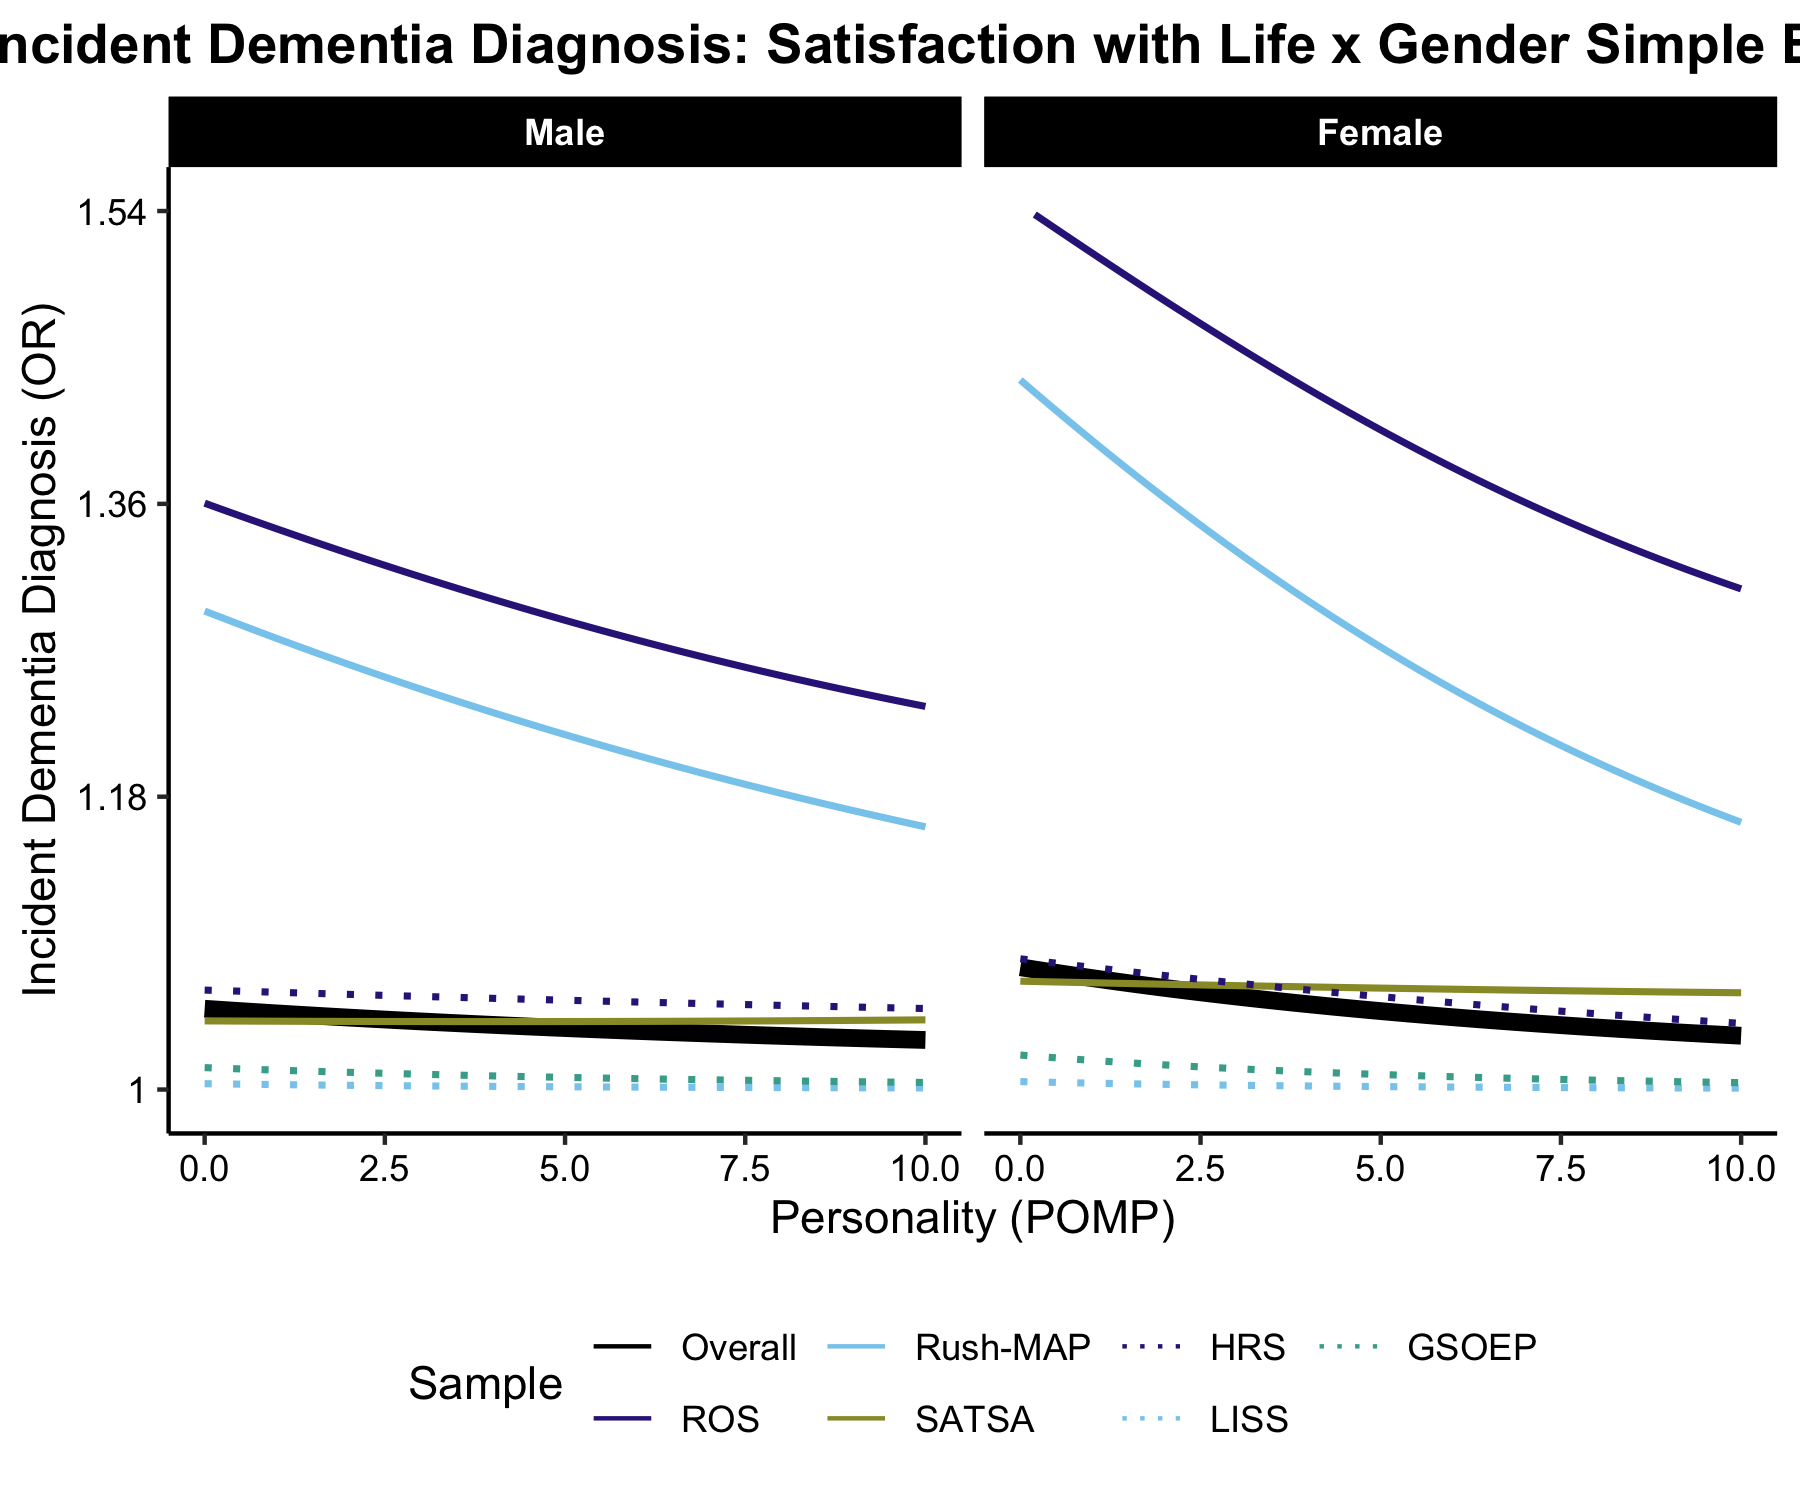 ncident Dementia Diagnosis: Satisfaction with Life x Gender Simple E
Male
Female
Incident Dementia Diagnosis (OR)
1.54
1.36
1.18
1
0.0 2.5 5.0 7.5 10.0
0.0 2.5 5.0 7.5 10.0
Personality (POMP)
Sample
Overall Rush-MAP HRS GSOEP
ROS SATSA LISS